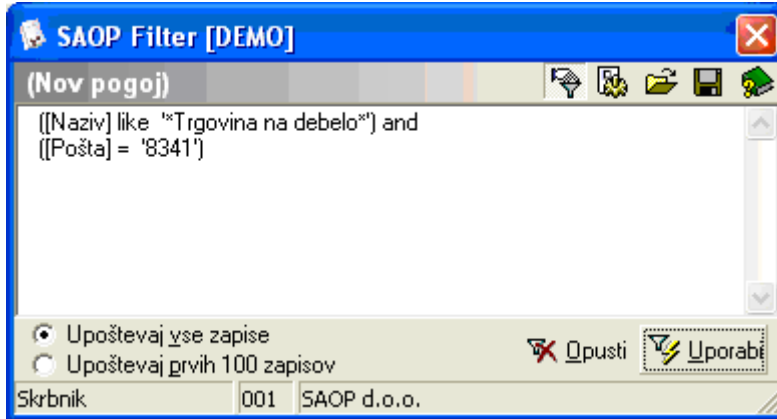 SAOP Filter [DEMO]
(Nov pogoj)
([Naziv] like '*Trgovina na debelo*') and
([Pošta] = '8341')
Upoštevaj vse zapise
Upoštevaj prvih 100 zapisov
Opusti Uporabi
Skrbnik 001 SAOP d.o.o.